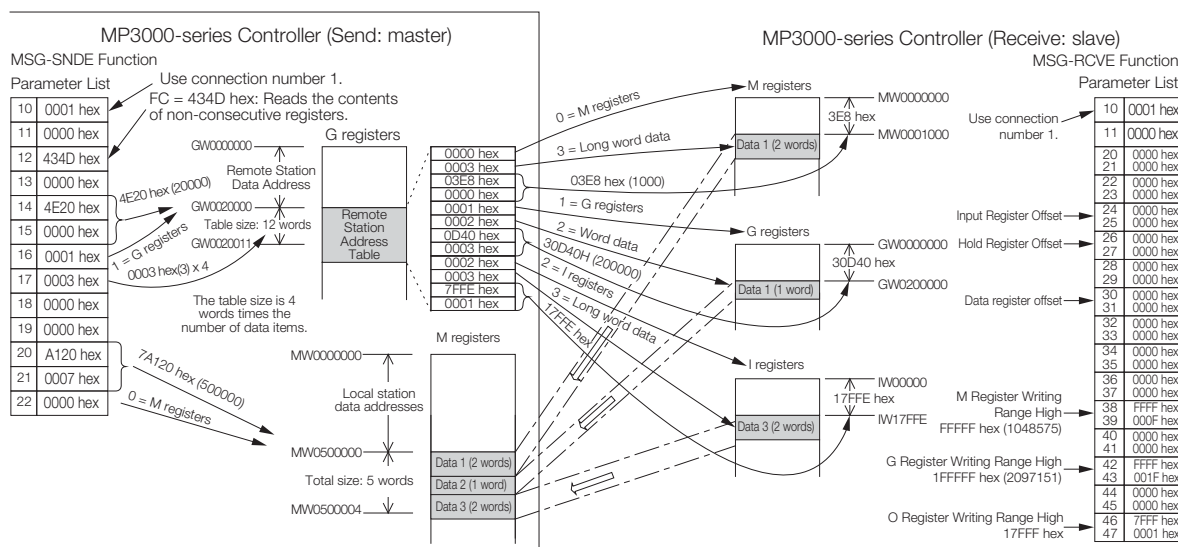 MP3000-series Controller (Send: master)
MSG-SNDE Function
Parameter List
10 0001 hex
11 0000 hex
12 434D hex
13 0000 hex
14 4E20 hex
15 0000 hex
16 0001 hex
17 0003 hex
18 0000 hex
19 0000 hex
20 A120 hex
21 0007 hex
22 0000 hex
Use connection number 1.
FC = 434D hex: Reads the contents
of non-consecutive registers.
4E20 hex (20000)
1 = G registers
0003 hex(3) x 4
The table size is 4
words times the
number of data items.
7A120 hex (500000)
0 = M registers
G registers
GW0000000
Remote Station
Data Address
GW0020000
Table size: 12 words
GW0020011
Remote
Station
Address
Table
0000 hex
0003 hex
03E8 hex
0000 hex
0001 hex
0002 hex
0D40 hex
0003 hex
0002 hex
0003 hex
7FFE hex
0001 hex
M registers
MW0000000
Local station
data addresses
MW0500000
Total size: 5 words
MW0500004
Data 1 (2 words)
Data 2 (1 word)
Data 3 (2 words)
0 = M registers
3 = Long word data
03E8 hex (1000)
1 = G registers
2 = Word data
30D40H (200000)
2 = I registers
3 = Long word data
17FFE hex
MP3000-series Controller (Receive: slave)
M registers
MW0000000
3E8 hex
MW0001000
Data 1 (2 words)
G registers
GW0000000
30D40 hex
GW0200000
Data 1 (1 word)
I registers
IW00000
17FFE hex
IW17FFE
Data 3 (2 words)
MSG-RCVE Function
Parameter List
Use connection
number 1.
Input Register Offset
Hold Register Offset
Data register offset
M Register Writing
Range High
FFFFF hex (1048575)
G Register Writing Range High
1FFFFF hex (2097151)
O Register Writing Range High
17FFF hex
10 0001 hex
11 0000 hex
20 0000 hex
21 0000 hex
22 0000 hex
23 0000 hex
24 0000 hex
25 0000 hex
26 0000 hex
27 0000 hex
28 0000 hex
29 0000 hex
30 0000 hex
31 0000 hex
32 0000 hex
33 0000 hex
34 0000 hex
35 0000 hex
36 0000 hex
37 0000 hex
38 FFFF hex
39 000F hex
40 0000 hex
41 0000 hex
42 FFFF hex
43 001F hex
44 0000 hex
45 0000 hex
46 7FFF hex
47 0001 hex